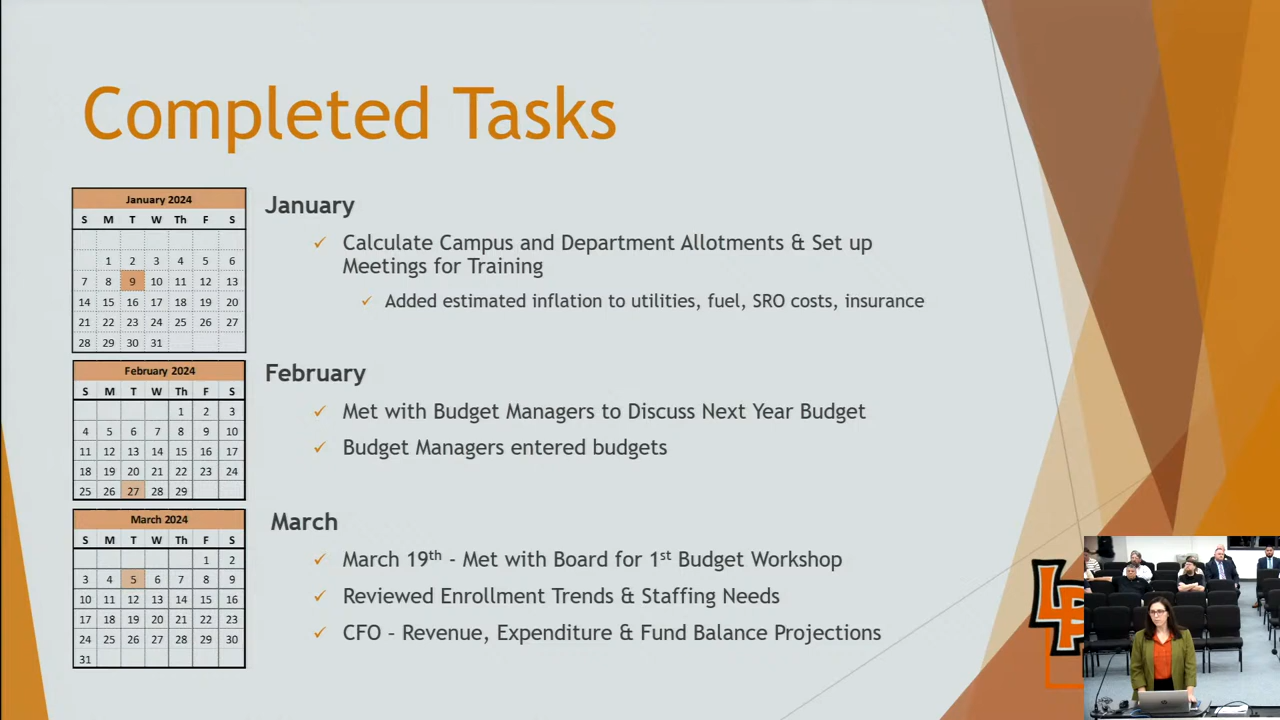 Completed Tasks
January 2024
S M T W Th F S
1 2 3 4 5 6
7 8 9 10 11 12 13
14 15 16 17 18 19 20
21 22 23 24 25 26 27
28 29 30 31
January
✓ Calculate Campus and Department Allotments & Set up
Meetings for Training
✓ Added estimated inflation to utilities, fuel, SRO costs, insurance
February 2024
S M T W Th F S
1 2 3
4 5 6 7 8 9 10
11 12 13 14 15 16 17
18 19 20 21 22 23 24
25 26 27 28 29
February
✓ Met with Budget Managers to Discuss Next Year Budget
✓ Budget Managers entered budgets
March 2024
S M T W Th F S
1 2
3 4 5 6 7 8 9
10 11 12 13 14 15 16
17 18 19 20 21 22 23
24 25 26 27 28 29 30
31
March
✓ March 19th - Met with Board for 1st Budget Workshop
✓ Reviewed Enrollment Trends & Staffing Needs
✓ CFO – Revenue, Expenditure & Fund Balance Projections
LP